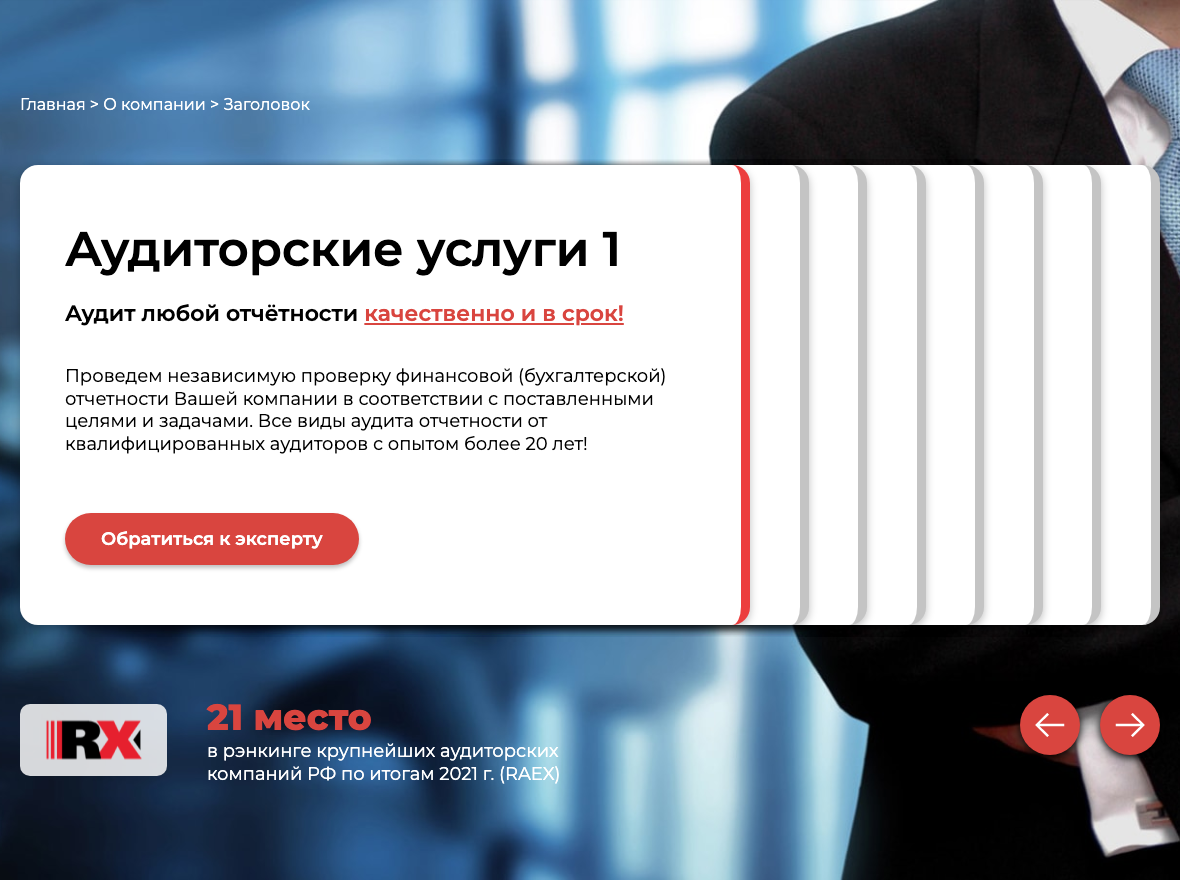 Главная > О компании > Заголовок
Аудиторские услуги 1
Аудит любой отчётности качественно и в срок!
Проведем независимую проверку финансовой (бухгалтерской)
отчетности Вашей компании в соответствии с поставленными
целями и задачами. Все виды аудита отчетности от
квалифицированных аудиторов с опытом более 20 лет!
Обратиться к эксперту
RX
21 место
в рэнкинге крупнейших аудиторских
компаний РФ по итогам 2021 г. (RAEX)